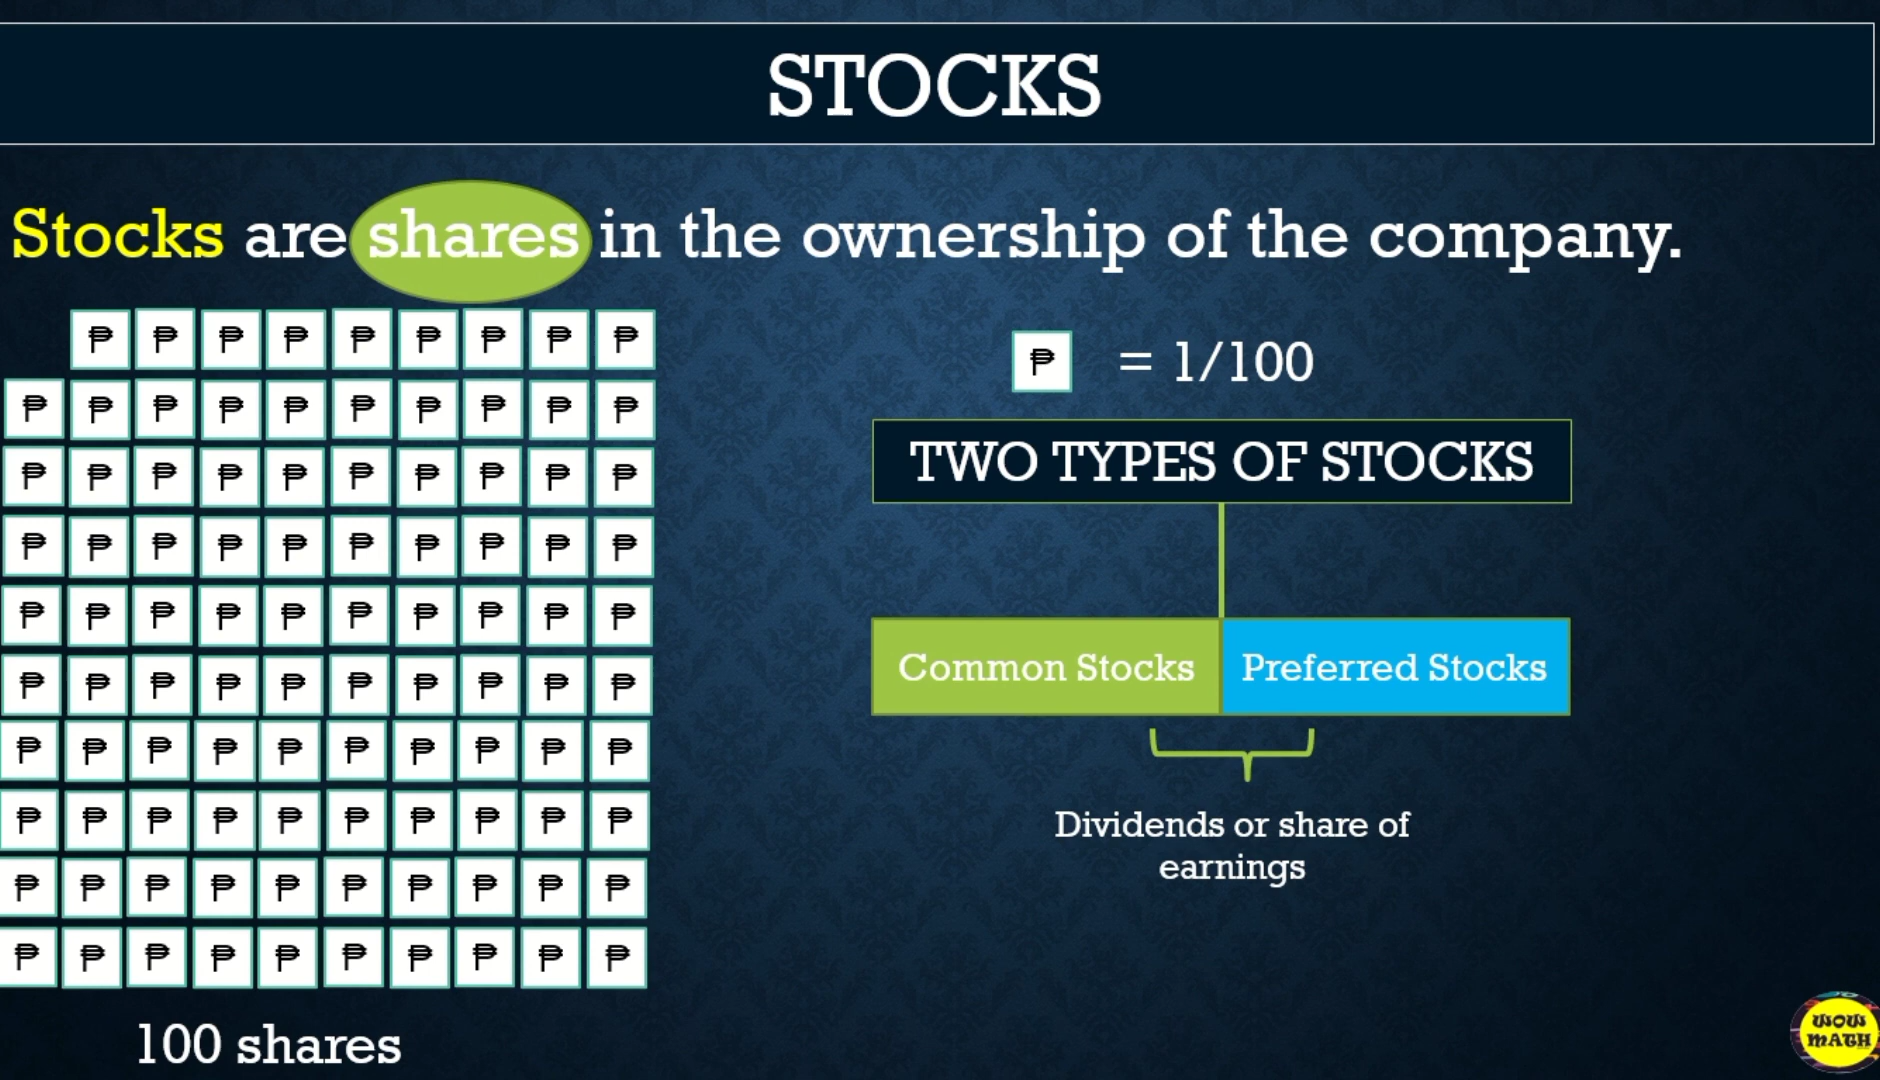 STOCKS
Stocks are shares in the ownership of the company.
₱ ₱ ₱ ₱ ₱ ₱ ₱ ₱ ₱
₱ = 1/100
₱ ₱ ₱ ₱ ₱ ₱ ₱ ₱ ₱ ₱
₱ ₱ ₱ ₱ ₱ ₱ ₱ ₱ ₱ ₱
₱ ₱ ₱ ₱ ₱ ₱ ₱ ₱ ₱ ₱
₱ ₱ ₱ ₱ ₱ ₱ ₱ ₱ ₱ ₱
₱ ₱ ₱ ₱ ₱ ₱ ₱ ₱ ₱ ₱
₱ ₱ ₱ ₱ ₱ ₱ ₱ ₱ ₱ ₱
₱ ₱ ₱ ₱ ₱ ₱ ₱ ₱ ₱ ₱
₱ ₱ ₱ ₱ ₱ ₱ ₱ ₱ ₱ ₱
₱ ₱ ₱ ₱ ₱ ₱ ₱ ₱ ₱ ₱
100 shares
TWO TYPES OF STOCKS
Common Stocks
Preferred Stocks
Dividends or share of
earnings
WOW
MATH